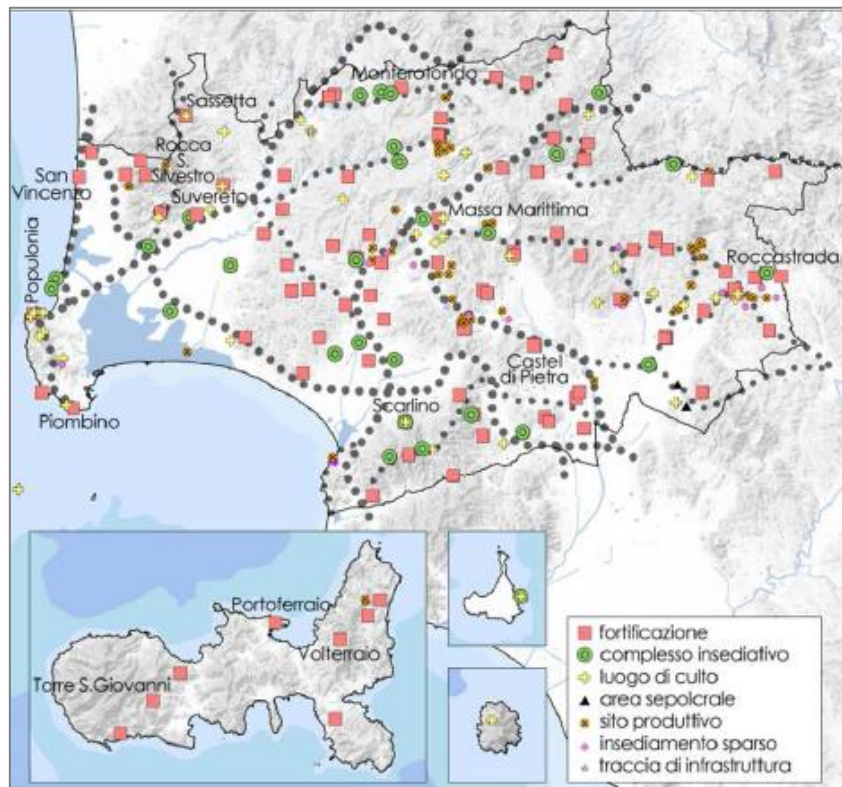 Monterotondo
Sassetta
Rocca
S.
Silvestro
San
Vincenzo
Suvereto
Massa Marittima
Populonia
Roccastrada
Castel
di Pietra
Scarlino
Piombino
Portoferraio
Volterraio
Torre S.Giovanni
fortificazione
complesso insediativo
luogo di culto
area sepolcrale
sito produttivo
insediamento sparso
traccia di infrastruttura